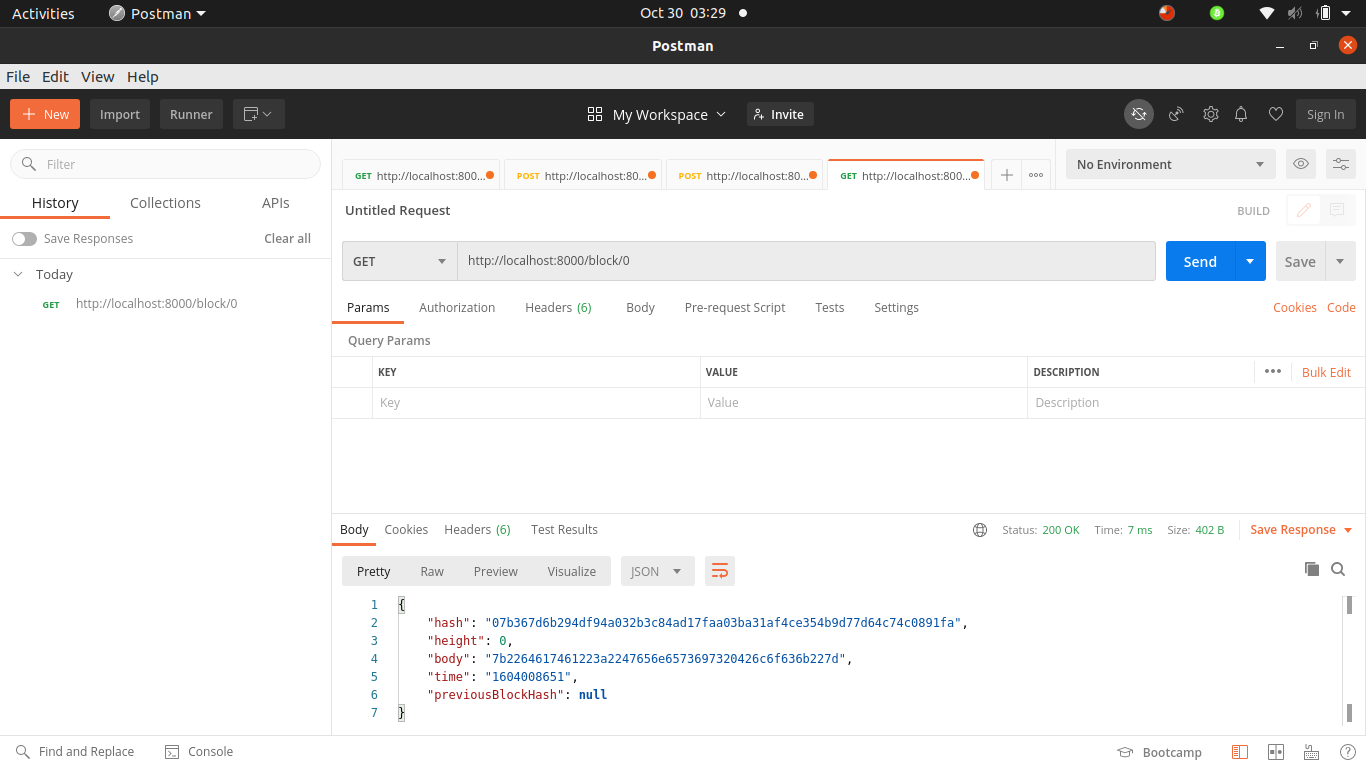 Activities Postman Oct 30 03:29
Postman
File Edit View Help
New Import Runner My Workspace Invite Sign In
Filter
History Collections APIs
Save Responses Clear all
Today
GET http://localhost:8000/block/0
GET http://localhost:800... POST http://localhost:80... POST http://localhost:80... GET http://localhost:800... No Environment
Untitled Request BUILD
GET http://localhost:8000/block/0 Send Save
Params Authorization Headers (6) Body Pre-request Script Tests Settings Cookies Code
Query Params
KEY VALUE DESCRIPTION Bulk Edit
Key Value Description
Body Cookies Headers (6) Test Results Status: 200 OK Time: 7 ms Size: 402 B Save Response
Pretty Raw Preview Visualize JSON
1 {
2 "hash": "07b367d6b294df94a032b3c84ad17faa03ba31af4ce354b9d77d64c74c0891fa",
3 "height": 0,
4 "body": "7b2264617461223a2247656e6573697320426c6f636b227d",
5 "time": "1604008651",
6 "previousBlockHash": null
7 }
Find and Replace Console Bootcamp